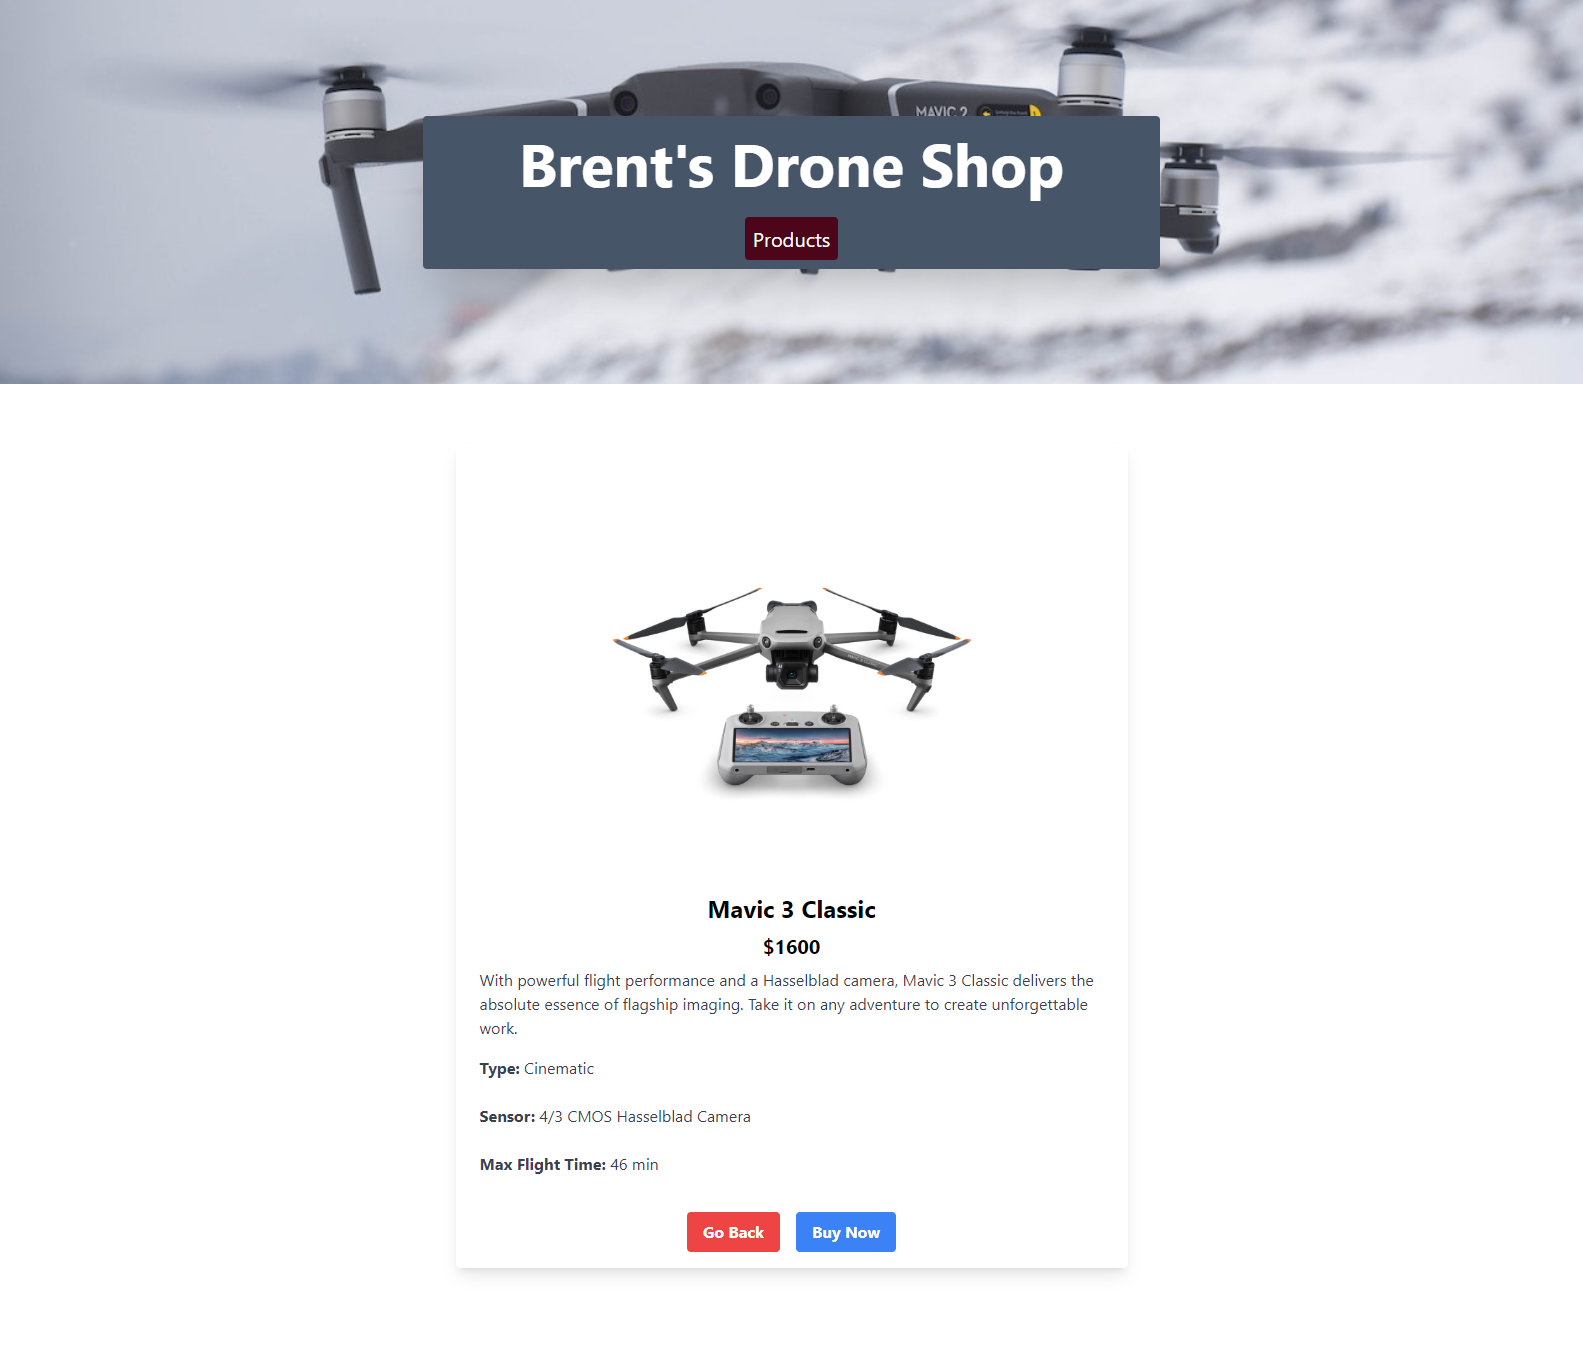 MAVIC 2
Brent's Drone Shop
Products
Mavic 3 Classic
$1600
With powerful flight performance and a Hasselblad camera, Mavic 3 Classic delivers the
absolute essence of flagship imaging. Take it on any adventure to create unforgettable
work.
Type: Cinematic
Sensor: 4/3 CMOS Hasselblad Camera
Max Flight Time: 46 min
Go Back Buy Now